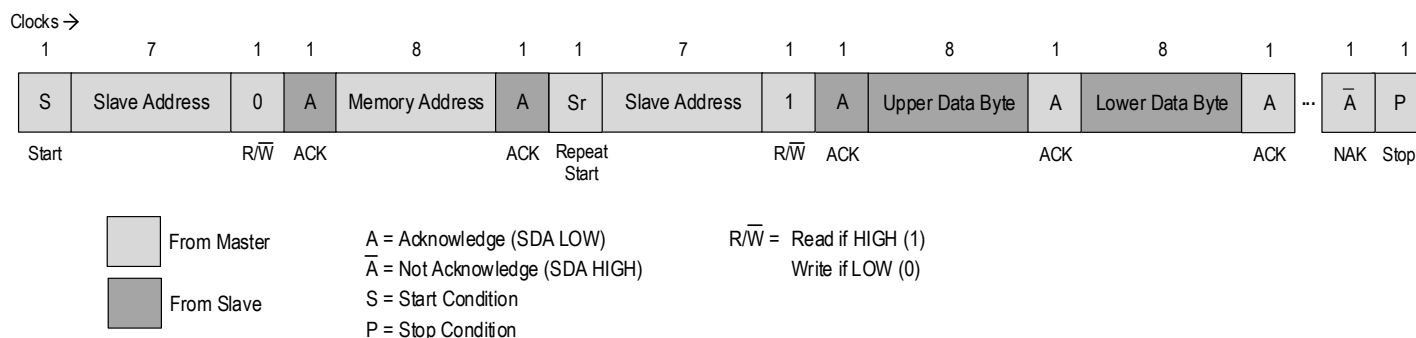 Clocks →
1 7 1 1 8 1 1 7 1 1 8 1 8 1 1 1
S Slave Address 0 A Memory Address A Sr Slave Address 1 A Upper Data Byte A Lower Data Byte A ... A̅ P
Start R/W̅ ACK ACK Repeat Start R/W̅ ACK ACK ACK NAK Stop
From Master
From Slave
A = Acknowledge (SDA LOW)
A̅ = Not Acknowledge (SDA HIGH)
S = Start Condition
P = Stop Condition
R/W̅ = Read if HIGH (1)
Write if LOW (0)